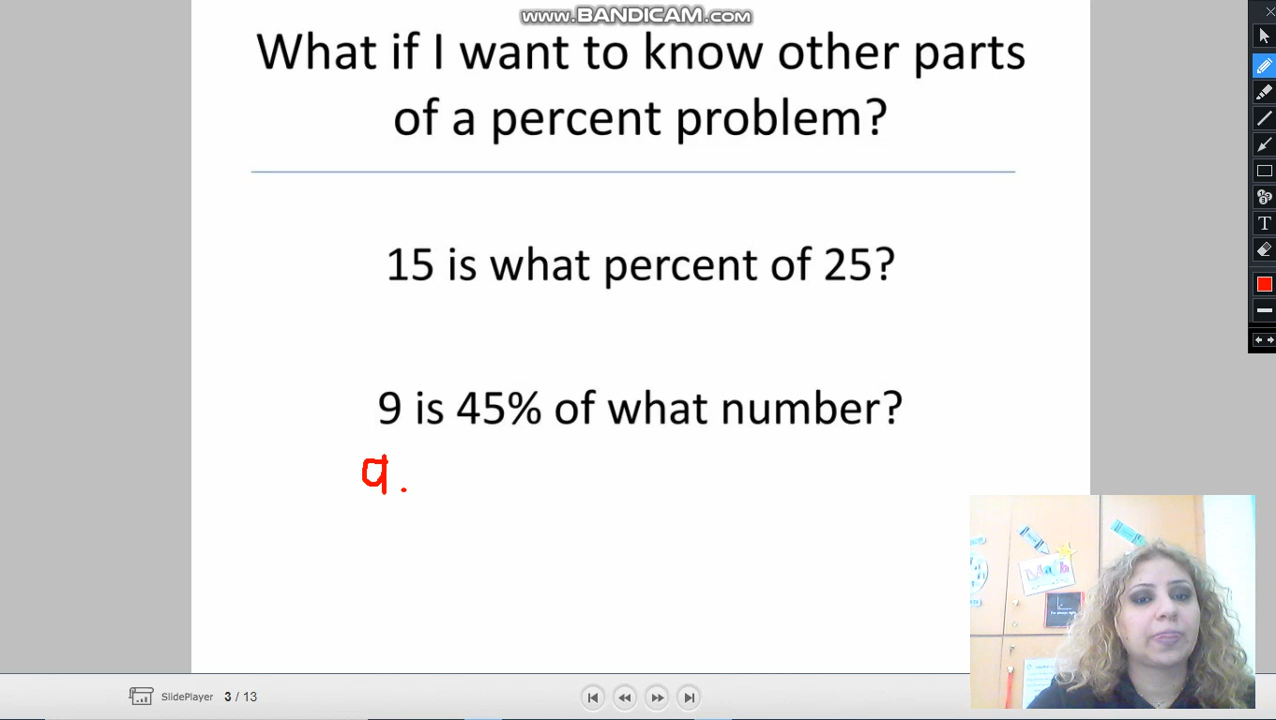 www.BANDICAM.com
What if I want to know other parts
of a percent problem?
15 is what percent of 25?
9 is 45% of what number?
9.
SlidePlayer 3 / 13
T